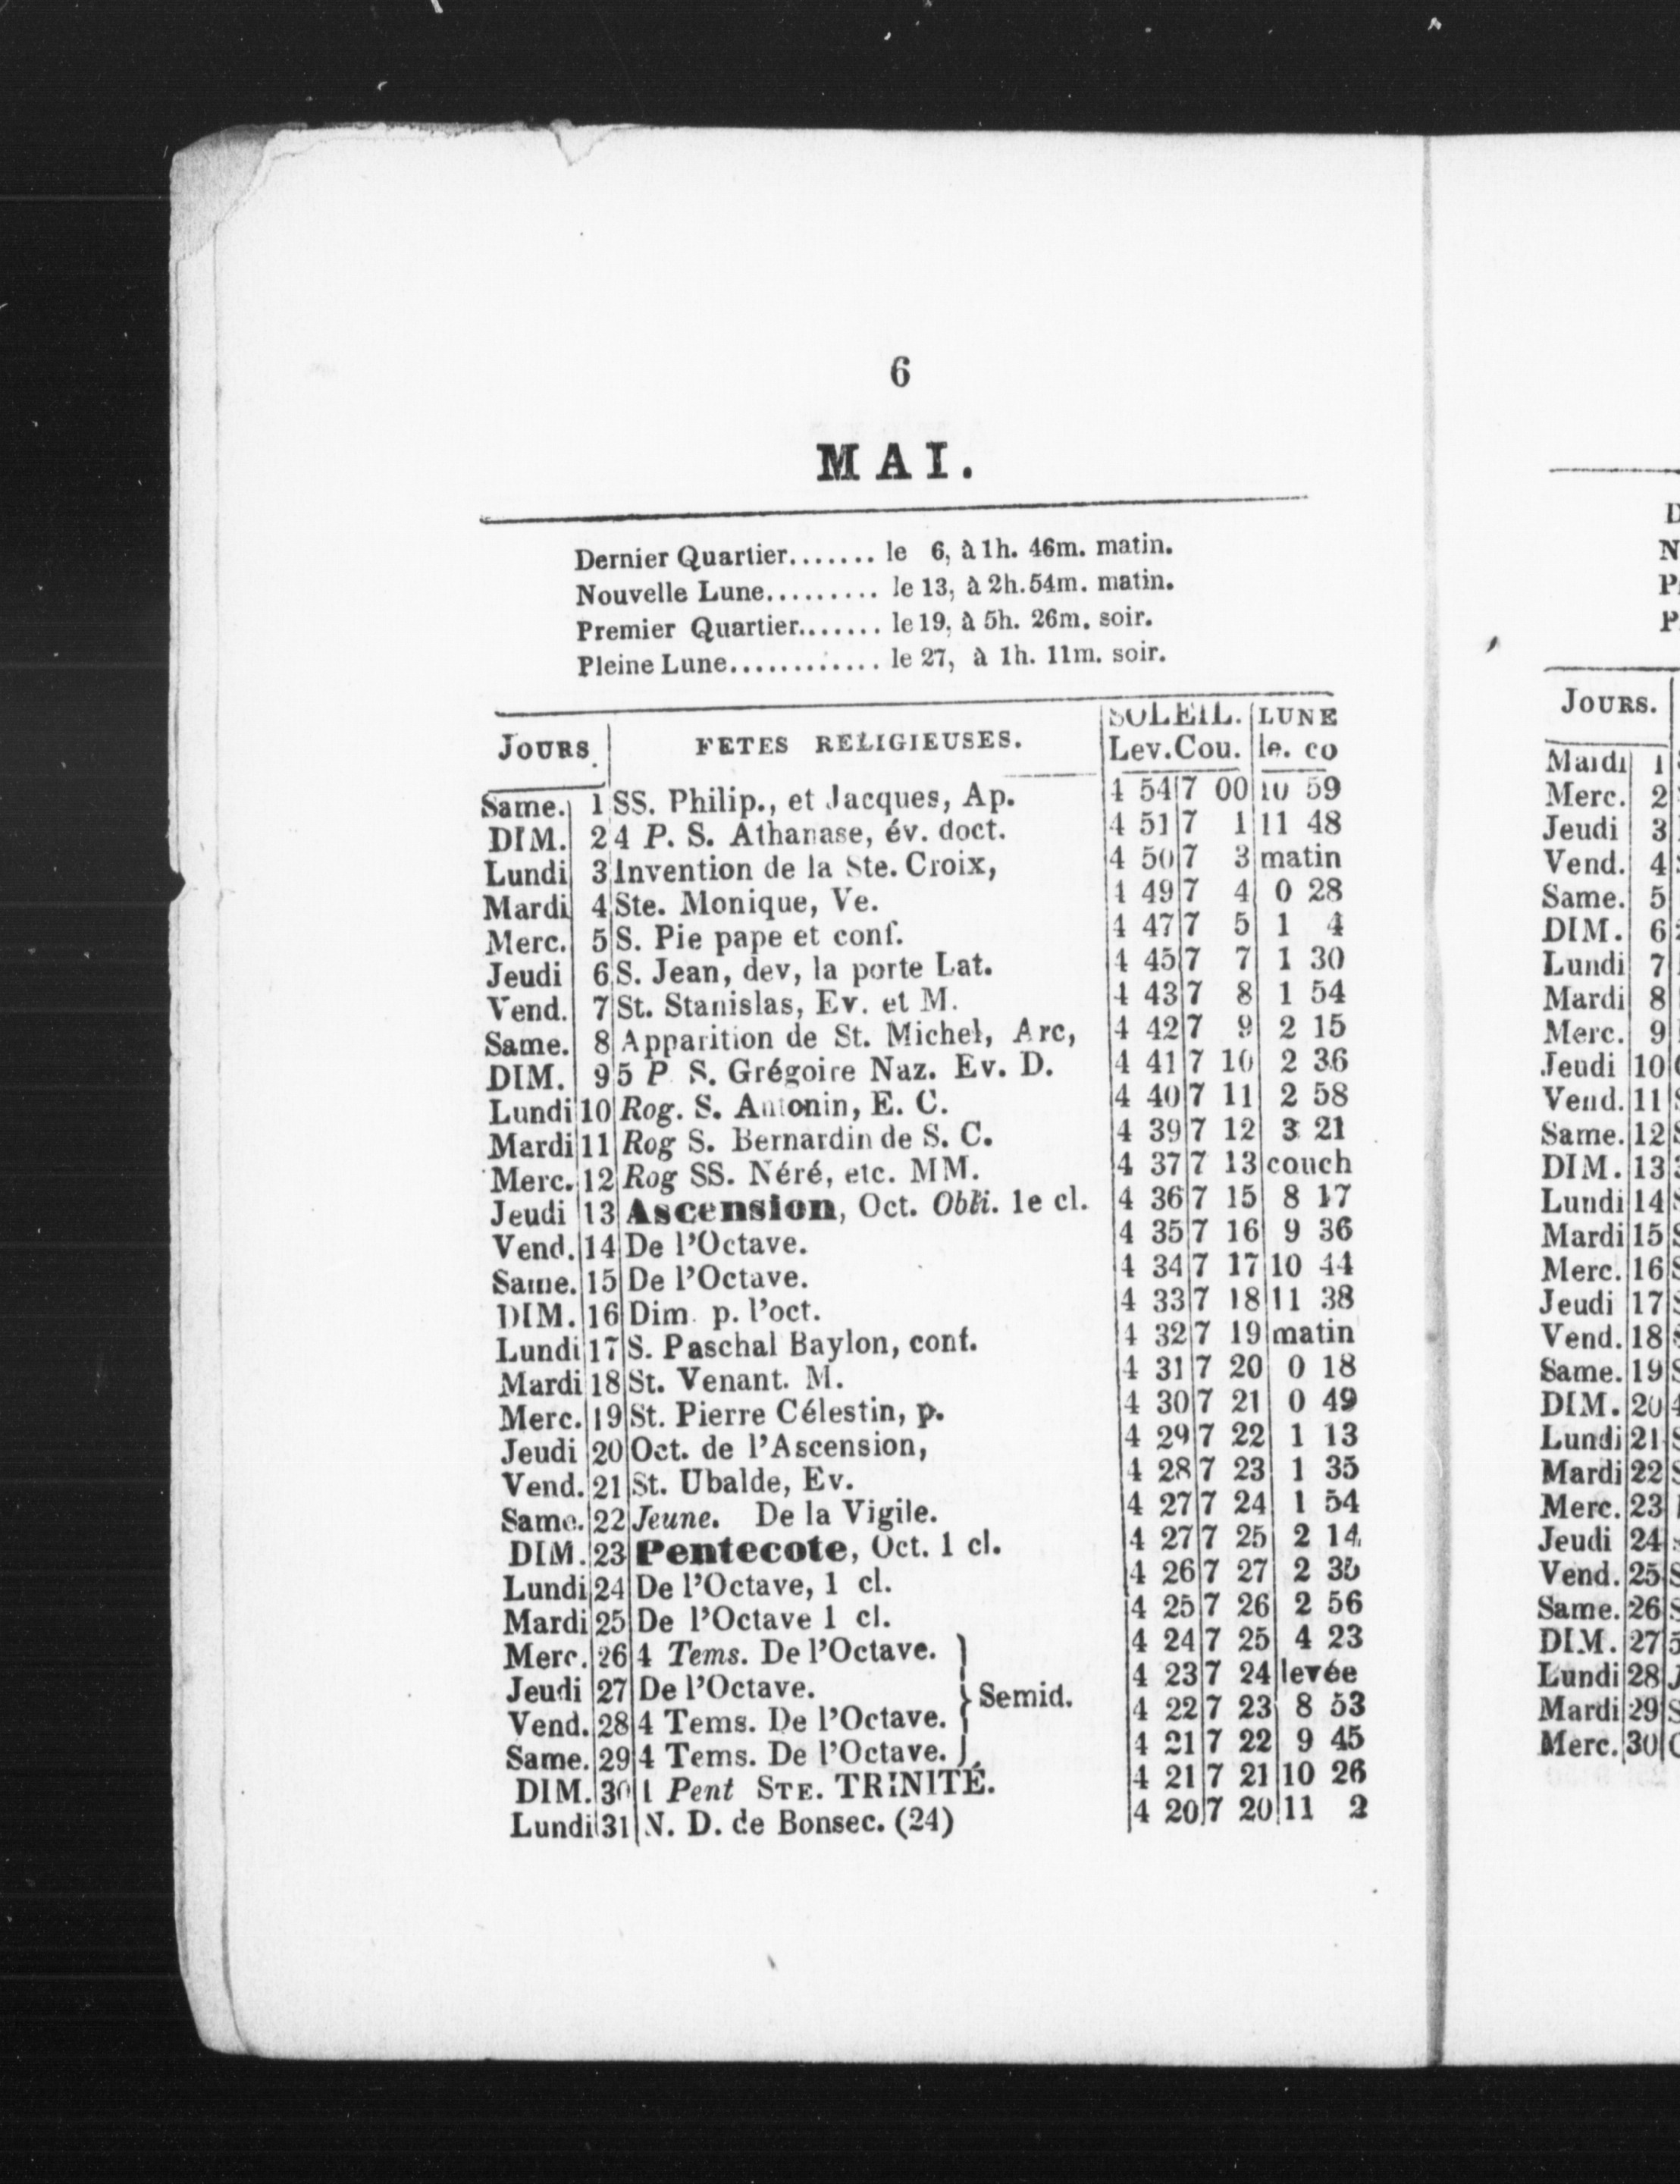 6
MAI.
Dernier Quartier....... le 6, à 1h. 46m. matin.
Nouvelle Lune......... le 13, à 2h. 54m. matin.
Premier Quartier....... le 19, à 5h. 26m. soir.
Pleine Lune............ le 27, à 1h. 11m. soir.
JOURS. FETES RELIGIEUSES. SOLEIL. LUNE
Lev. Cou. le. co
Same. 1 SS. Philip., et Jacques, Ap. 4 54 7 00 10 59
DIM. 2 4 P. S. Athanase, év. doct. 4 51 7 1 11 48
Lundi 3 Invention de la Ste. Croix, 4 50 7 3 matin
Mardi 4 Ste. Monique, Ve. 4 49 7 4 0 28
Merc. 5 S. Pie pape et conf. 4 47 7 5 1 4
Jeudi 6 S. Jean, dev, la porte Lat. 4 45 7 7 1 30
Vend. 7 St. Stanislas, Ev. et M. 4 43 7 8 1 54
Same. 8 Apparition de St. Michel, Arc, 4 42 7 9 2 15
DIM. 9 5 P S. Grégoire Naz. Ev. D. 4 41 7 10 2 36
Lundi 10 Rog. S. Antonin, E. C. 4 40 7 11 2 58
Mardi 11 Rog S. Bernardin de S. C. 4 39 7 12 3 21
Merc. 12 Rog SS. Néré, etc. MM. 4 37 7 13 couch
Jeudi 13 Ascension, Oct. Obli. 1e cl. 4 36 7 15 8 17
Vend. 14 De l'Octave. 4 35 7 16 9 36
Same. 15 De l'Octave. 4 34 7 17 10 44
DIM. 16 Dim. p. l'oct. 4 33 7 18 11 38
Lundi 17 S. Paschal Baylon, conf. 4 32 7 19 matin
Mardi 18 St. Venant. M. 4 31 7 20 0 18
Merc. 19 St. Pierre Célestin, p. 4 30 7 21 0 49
Jeudi 20 Oct. de l'Ascension, 4 29 7 22 1 13
Vend. 21 St. Ubalde, Ev. 4 28 7 23 1 35
Same. 22 Jeune. De la Vigile. 4 27 7 24 1 54
DIM. 23 Pentecote, Oct. 1 cl. 4 27 7 25 2 14
Lundi 24 De l'Octave, 1 cl. 4 26 7 27 2 35
Mardi 25 De l'Octave 1 cl. 4 25 7 26 2 56
Merc. 26 4 Tems. De l'Octave. 4 24 7 25 4 23
Jeudi 27 De l'Octave. Semid. 4 23 7 24 levée
Vend. 28 4 Tems. De l'Octave. 4 22 7 23 8 53
Same. 29 4 Tems. De l'Octave. 4 21 7 22 9 45
DIM. 30 1 Pent STE. TRINITÉ. 4 21 7 21 10 26
Lundi 31 N. D. de Bonsec. (24) 4 20 7 20 11 2
JOURS.
Mardi 1
Merc. 2
Jeudi 3
Vend. 4
Same. 5
DIM. 6
Lundi 7
Mardi 8
Merc. 9
Jeudi 10
Vend. 11
Same. 12
DIM. 13
Lundi 14
Mardi 15
Merc. 16
Jeudi 17
Vend. 18
Same. 19
DIM. 20
Lundi 21
Mardi 22
Merc. 23
Jeudi 24
Vend. 25
Same. 26
DIM. 27
Lundi 28
Mardi 29
Merc. 30